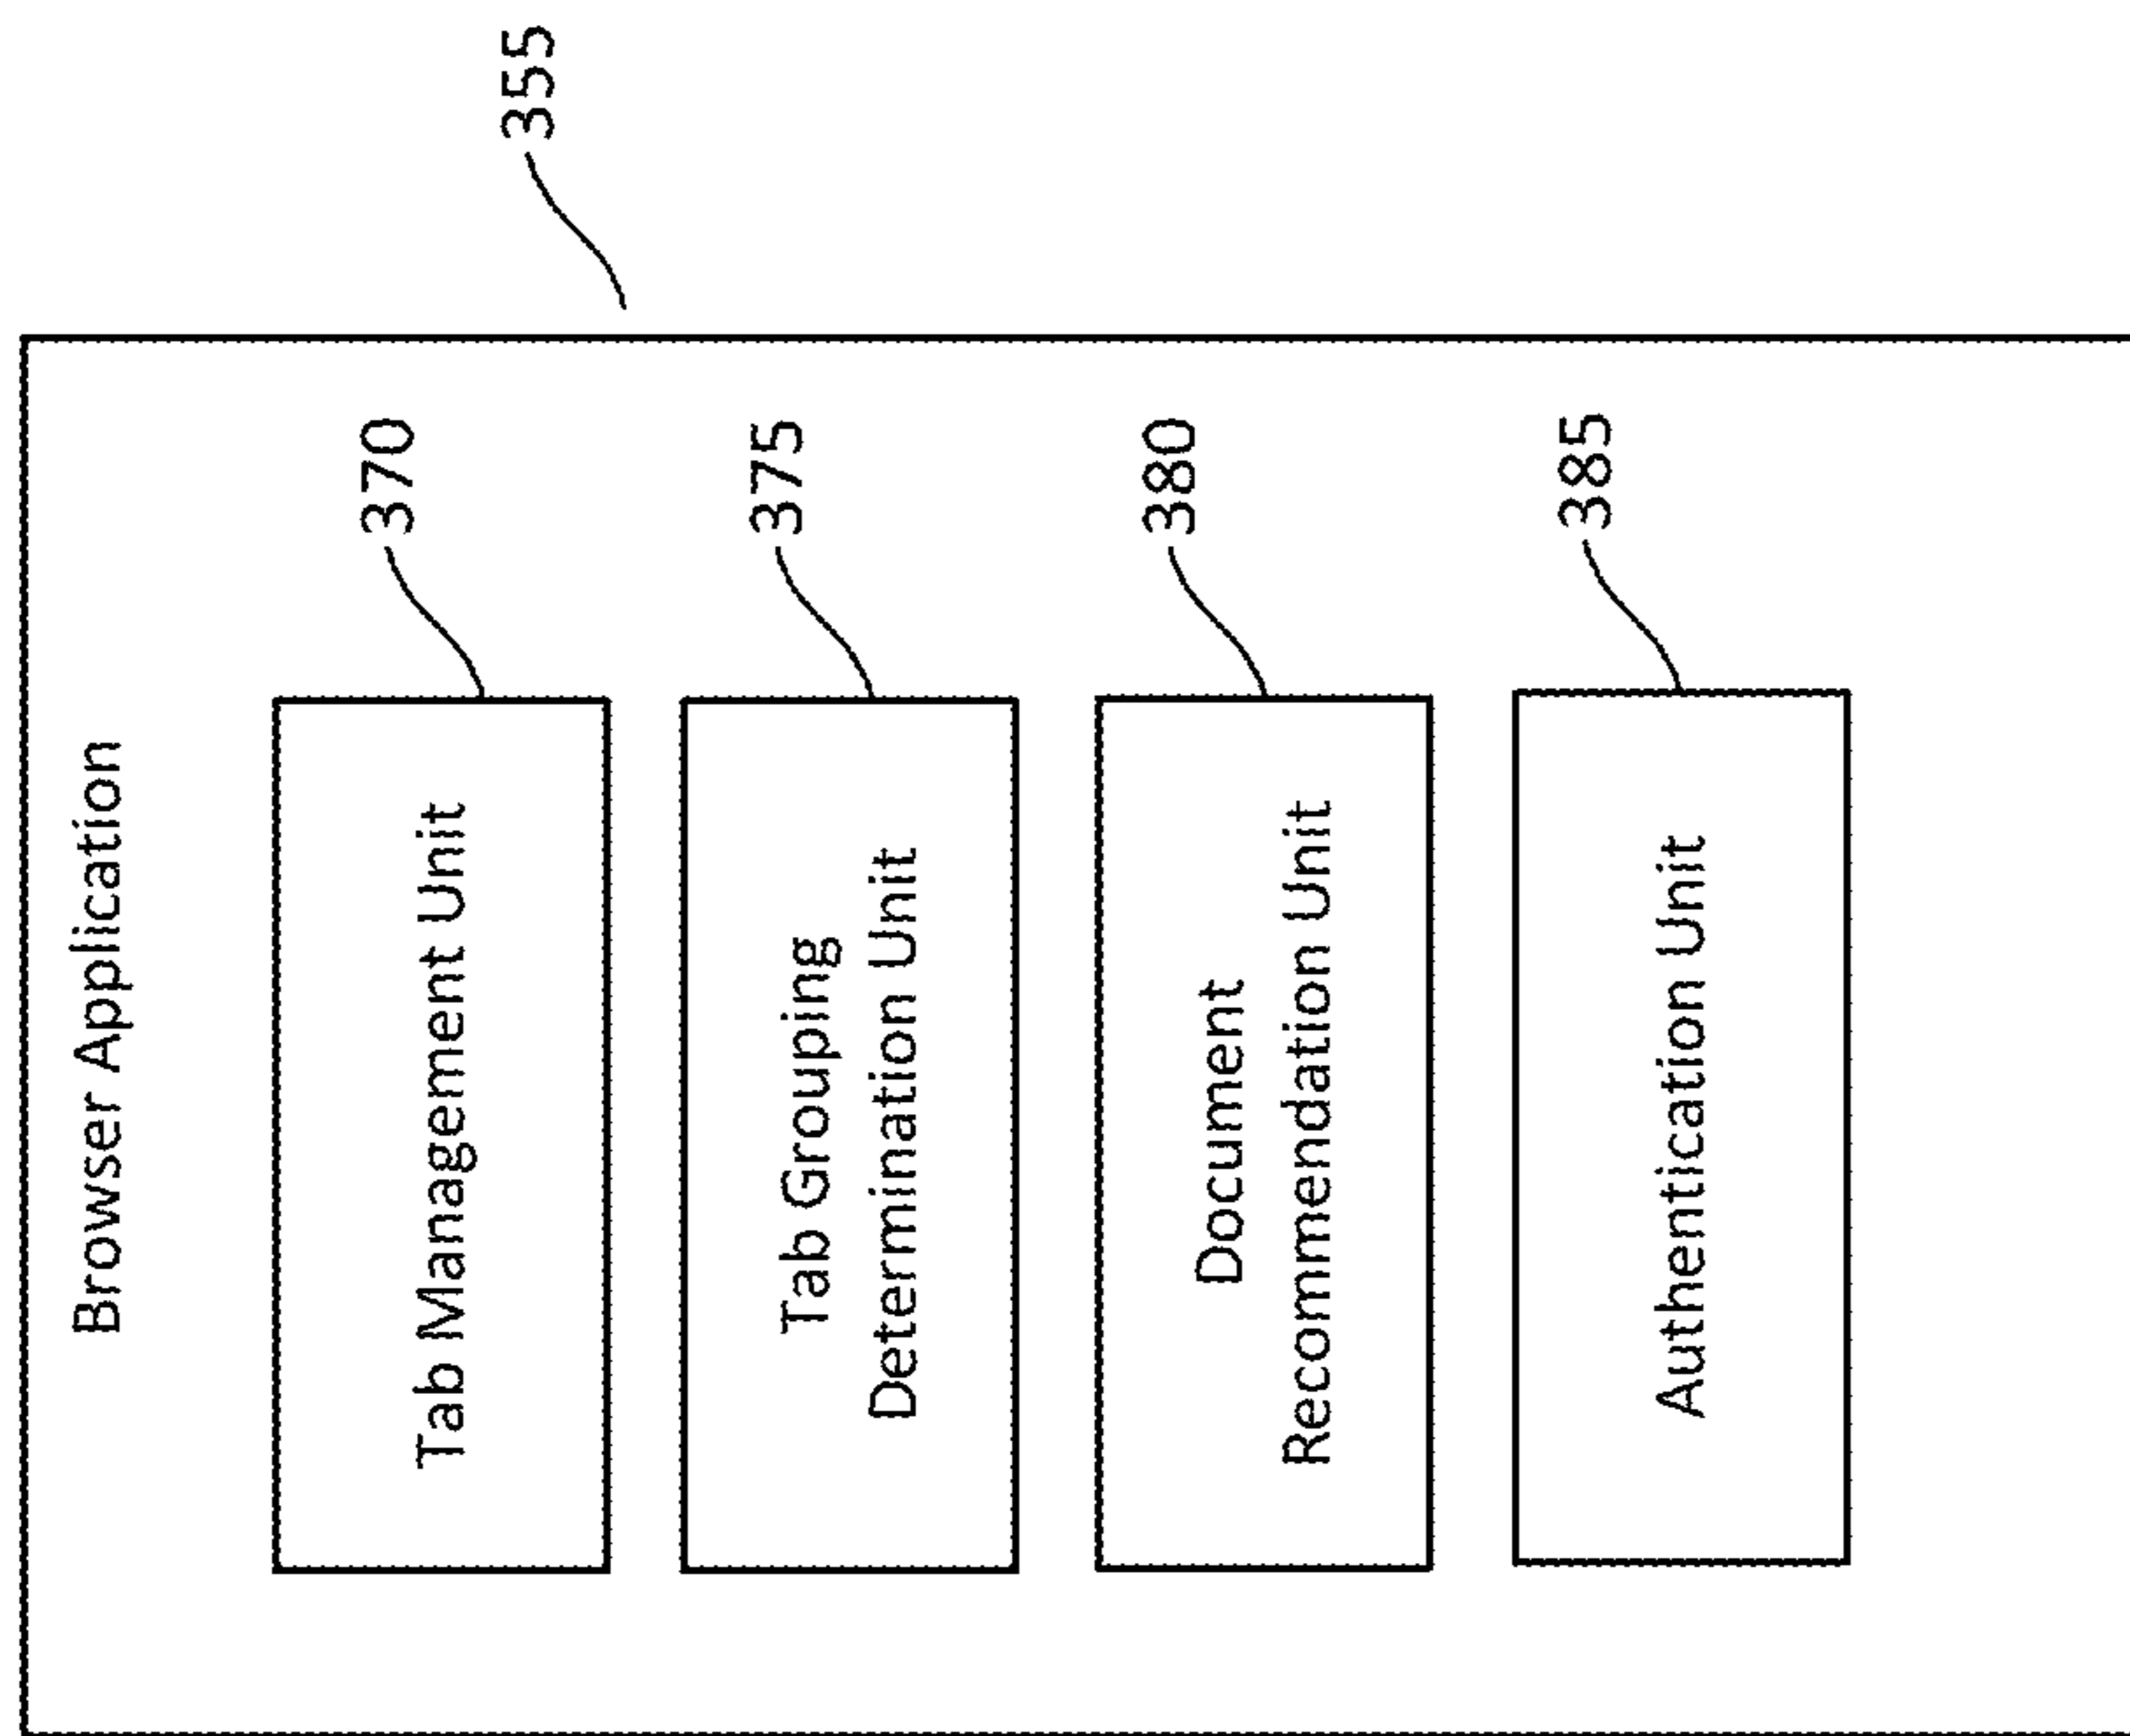 355
Browser Application
370
Tab Management Unit
375
Tab Grouping
Determination Unit
380
Document
Recommendation Unit
385
Authentication Unit